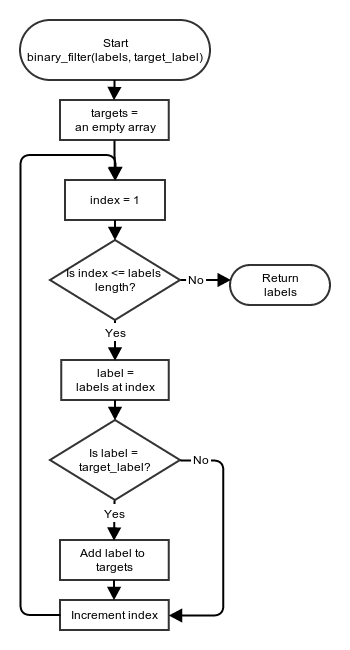 Start
binary_filter(labels, target_label)
targets =
an empty array
index = 1
Is index <= labels
length?
No
Return
labels
Yes
label =
labels at index
Is label =
target_label?
No
Yes
Add label to
targets
Increment index